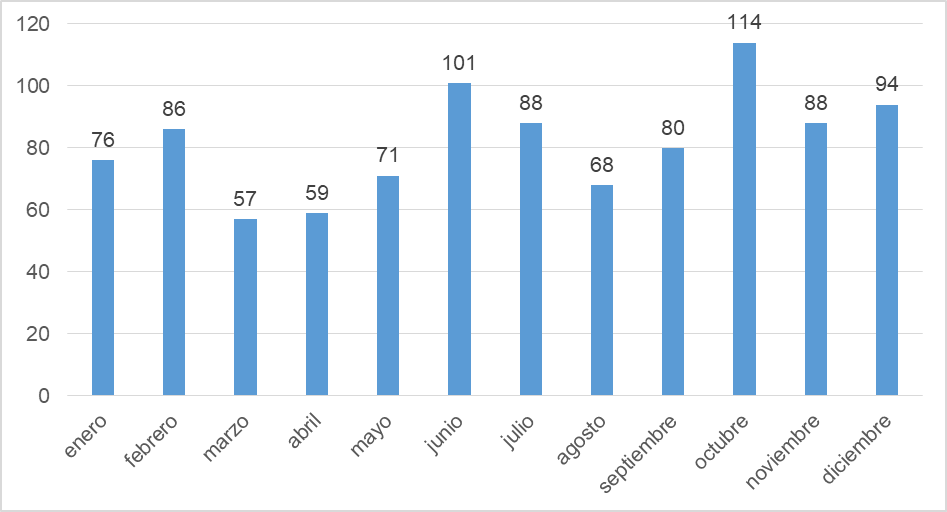 120
100
80
60
40
20
0
76
86
57
59
71
101
88
68
80
114
88
94
enero
febrero
marzo
abril
mayo
junio
julio
agosto
septiembre
octubre
noviembre
diciembre